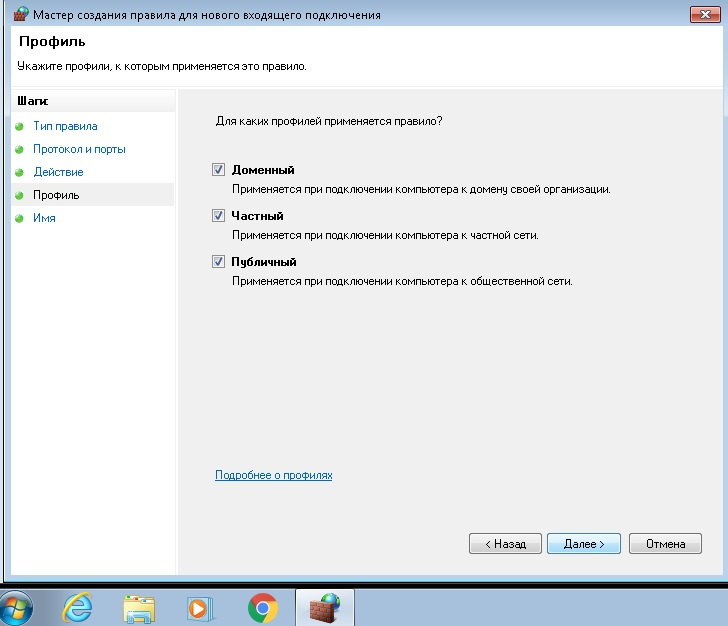 Мастер создания правила для нового входящего подключения
Профиль
Укажите профили, к которым применяется это правило.
Шаги:
Тип правила
Протокол и порты
Действие
Профиль
Имя
Для каких профилей применяется правило?
Доменный
Применяется при подключении компьютера к домену своей организации.
Частный
Применяется при подключении компьютера к частной сети.
Публичный
Применяется при подключении компьютера к общественной сети.
Подробнее о профилях
< Назад
Далее >
Отмена